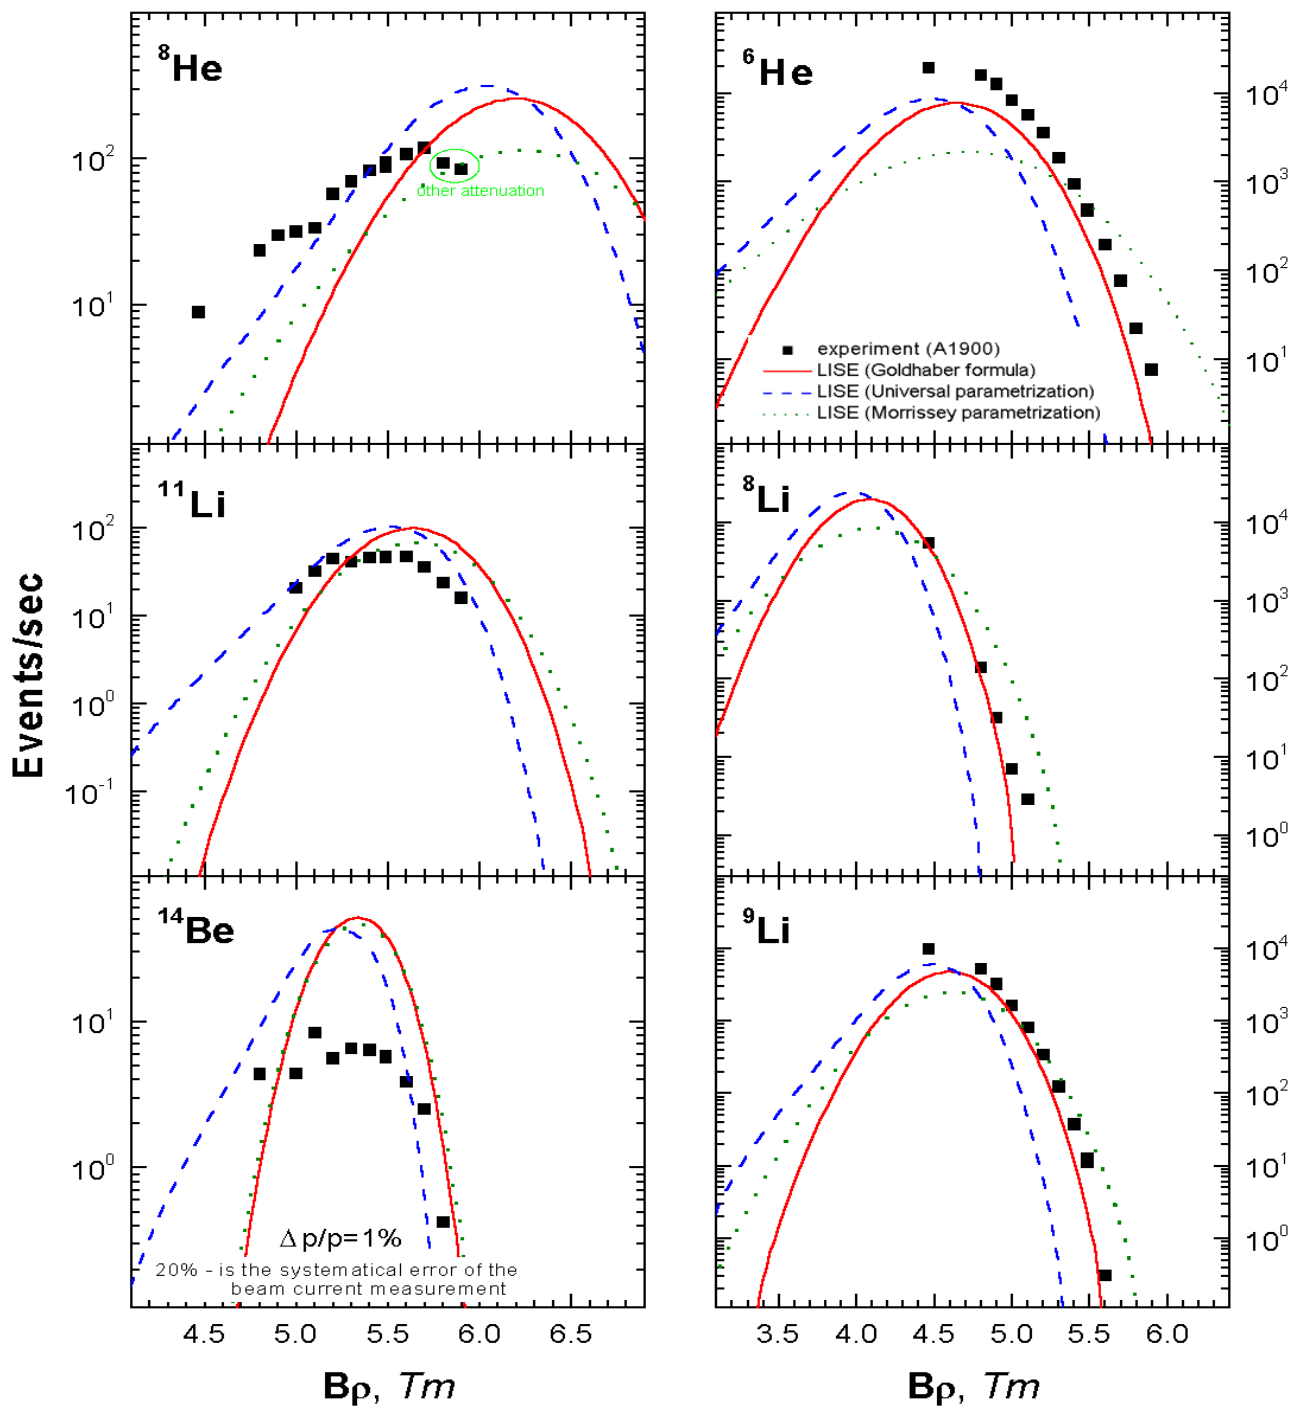 ⁸He
10²
10¹
other attenuation
⁶He
10⁴
10³
10²
10¹
experiment (A1900)
LISE (Goldhaber formula)
LISE (Universal parametrization)
LISE (Morrissey parametrization)
¹¹Li
10²
10¹
10⁰
10⁻¹
⁸Li
10⁴
10³
10²
10¹
10⁰
Events/sec
¹⁴Be
10¹
10⁰
Δp/p=1%
20% - is the systematical error of the
beam current measurement
⁹Li
10⁴
10³
10²
10¹
10⁰
4.5 5.0 5.5 6.0 6.5
3.5 4.0 4.5 5.0 5.5 6.0
Bρ, Tm
Bρ, Tm